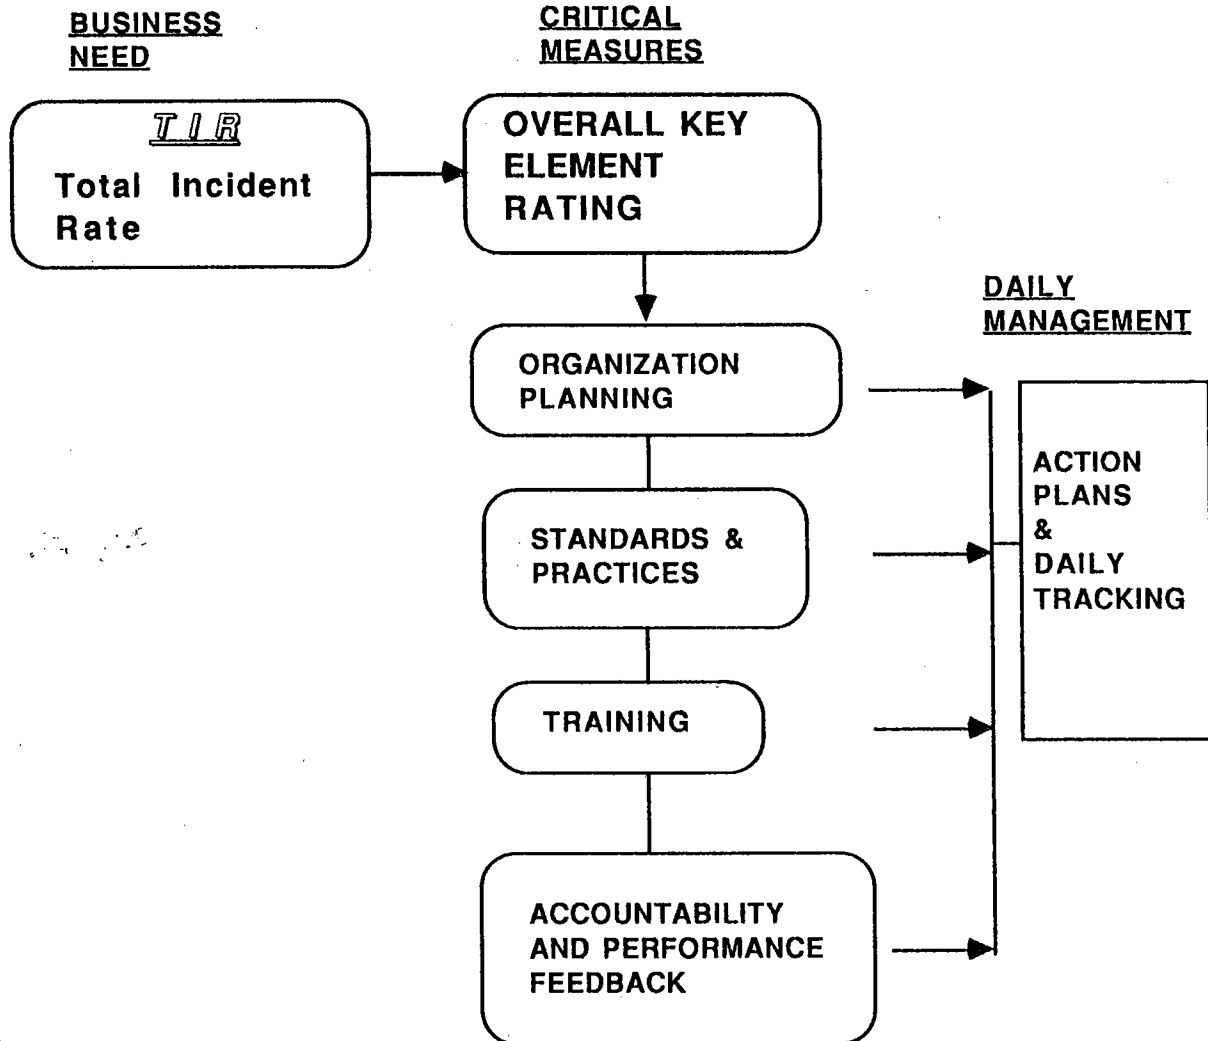 BUSINESS
NEED
CRITICAL
MEASURES
TIR
Total Incident
Rate
OVERALL KEY
ELEMENT
RATING
DAILY
MANAGEMENT
ORGANIZATION
PLANNING
STANDARDS &
PRACTICES
TRAINING
ACCOUNTABILITY
AND PERFORMANCE
FEEDBACK
ACTION
PLANS
&
DAILY
TRACKING